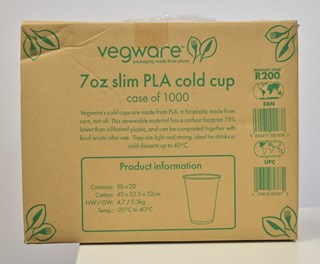 vegware
packaging made from plants
7oz slim PLA cold cup
case of 1000
PRODUCT CODE
R200
Vegware's cold cups are made from PLA, a bioplastic made from
corn, not oil. This renewable material has a carbon footprint 78%
lower than oil-based plastic, and can be composted together with
food waste after use. They are light and strong, ideal for drinks or
cold desserts up to 40°C.
EAN
Product information
Contains: 50 x 20
Carton: 40 x 32.5 x 32cm
NW / GW: 4.7 / 5.3kg
Temp.: -20°C to 40°C
UPC